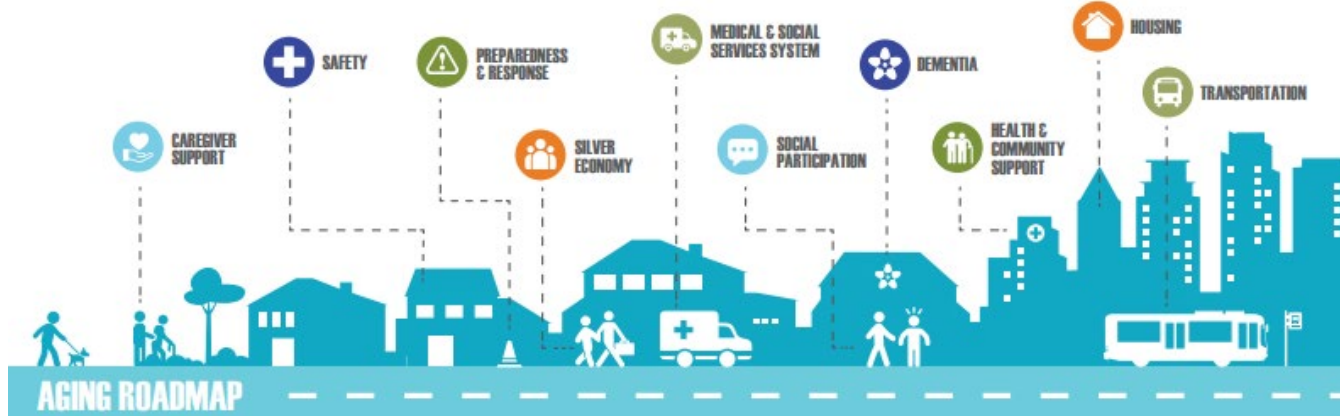 CAREGIVER
SUPPORT
SAFETY
PREPAREDNESS
& RESPONSE
SILVER
ECONOMY
MEDICAL & SOCIAL
SERVICES SYSTEM
SOCIAL
PARTICIPATION
DEMENTIA
HEALTH &
COMMUNITY
SUPPORT
HOUSING
TRANSPORTATION
AGING ROADMAP